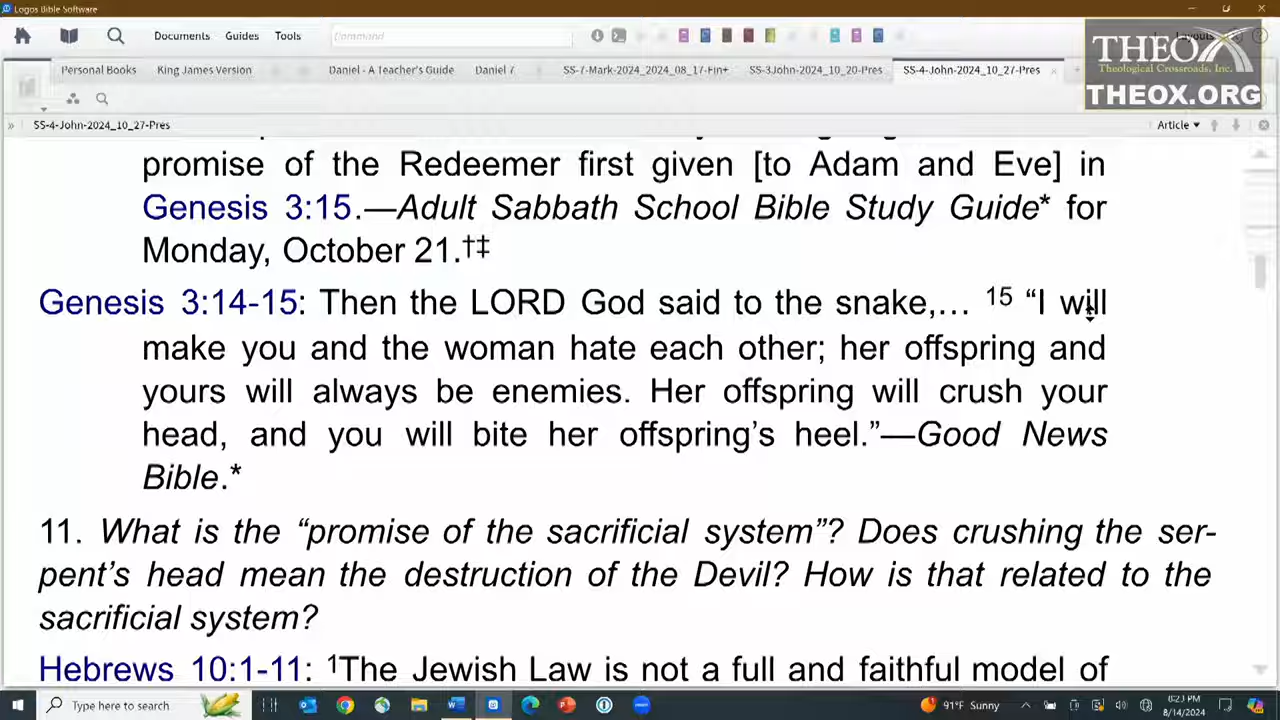 Logos Bible Software
Documents Guides Tools Command Layouts
THEOX
Theological Crossroads, Inc.
THEOX.ORG
Personal Books King James Version Daniel - A Teacher's Daniel 7 SS-7-Mark-2024_2024_08_17-Fin+ SS-3John-2024_10_20-Pres SS-4-John-2024_10_27-Pres
» SS-4-John-2024_10_27-Pres Article
promise of the Redeemer first given [to Adam and Eve] in
Genesis 3:15.—Adult Sabbath School Bible Study Guide* for
Monday, October 21.†‡
Genesis 3:14-15: Then the LORD God said to the snake,… 15 “I will
make you and the woman hate each other; her offspring and
yours will always be enemies. Her offspring will crush your
head, and you will bite her offspring’s heel.”—Good News
Bible.*
11. What is the “promise of the sacrificial system”? Does crushing the ser-
pent’s head mean the destruction of the Devil? How is that related to the
sacrificial system?
Hebrews 10:1-11: 1The Jewish Law is not a full and faithful model of
Type here to search 91°F Sunny 6:23 PM
8/14/2024